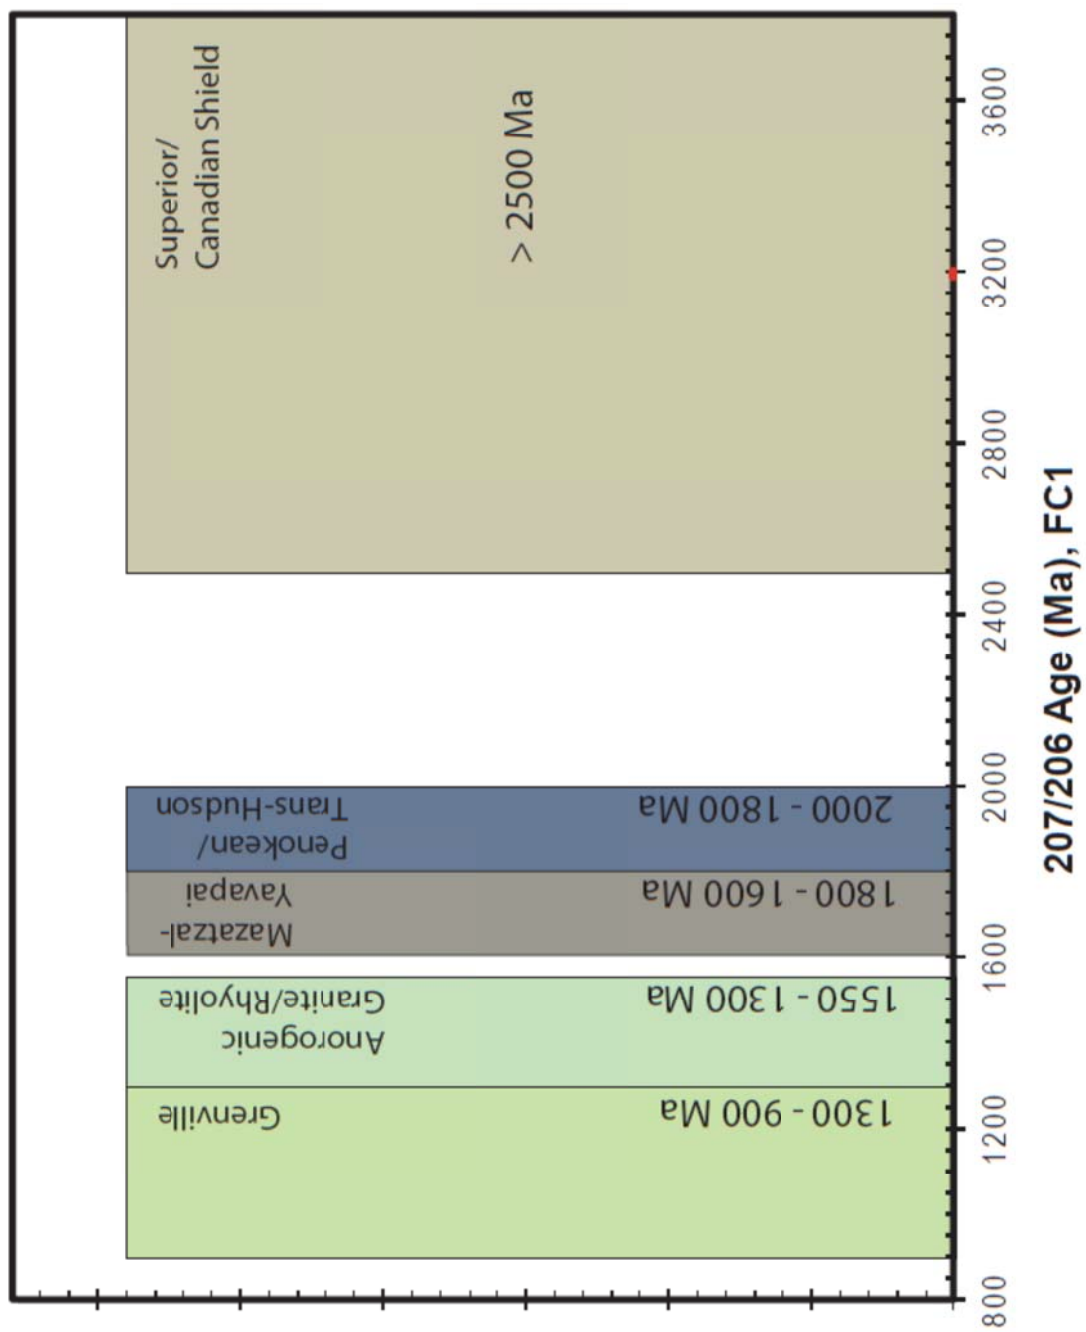 Superior/
Canadian Shield
> 2500 Ma
Penokean/
Trans-Hudson
2000 - 1800 Ma
Mazatzal-
Yavapai
1800 - 1600 Ma
Anorogenic
Granite/Rhyolite
1550 - 1300 Ma
Grenville
1300 - 900 Ma
800
1200
1600
2000
2400
2800
3200
3600
207/206 Age (Ma), FC1